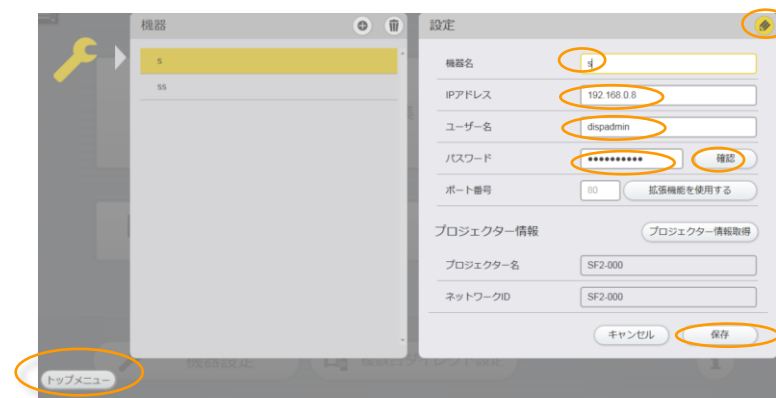 機器
s
ss
設定
機器名 s
IPアドレス 192.168.0.8
ユーザー名 dispadmin
パスワード ●●●●●●●●●● 確認
ポート番号 80 拡張機能を使用する
プロジェクター情報 プロジェクター情報取得
プロジェクター名 SF2-000
ネットワークID SF2-000
キャンセル 保存
機器設定
トップメニュー